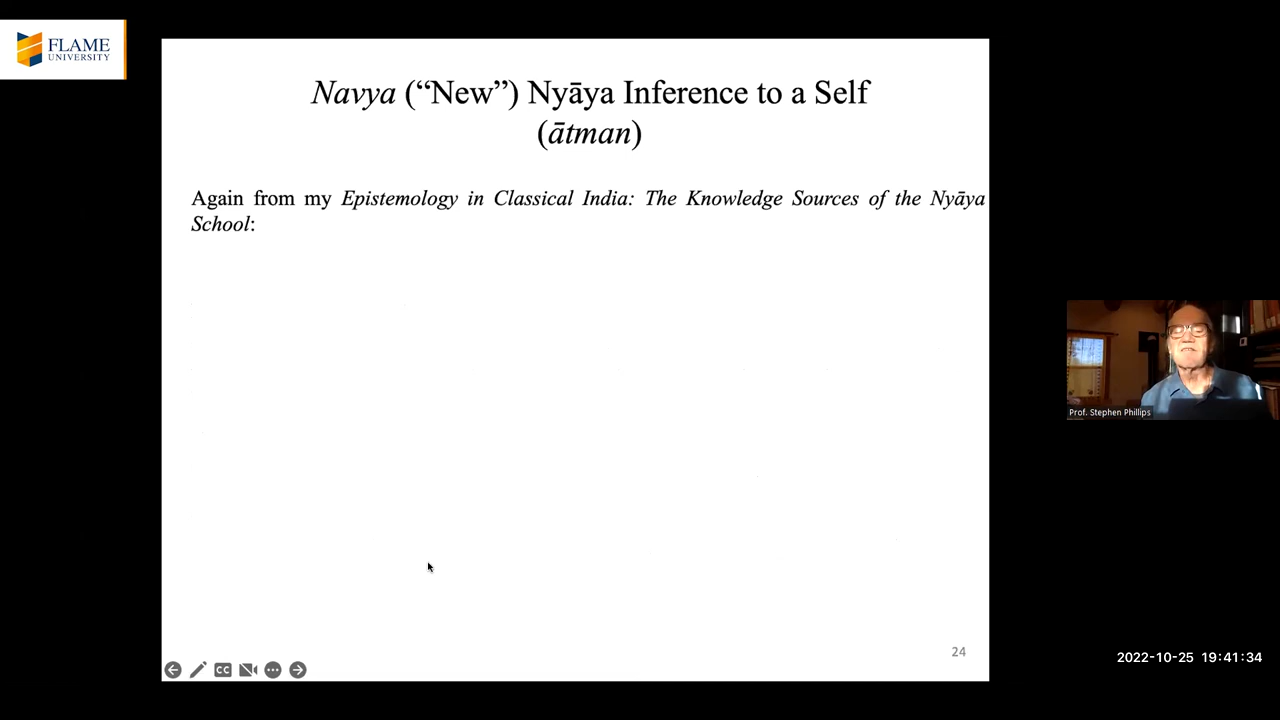 FLAME
UNIVERSITY
Navya (“New”) Nyāya Inference to a Self
(ātman)
Again from my Epistemology in Classical India: The Knowledge Sources of the Nyāya
School:
Prof. Stephen Phillips
CC
24
2022-10-25 19:41:34